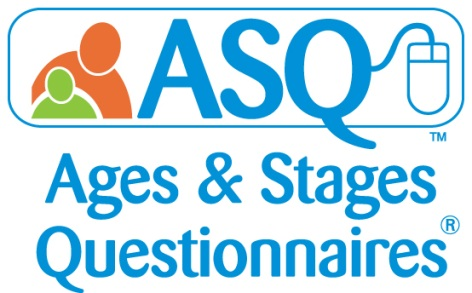 ASQ™
Ages & Stages
Questionnaires®